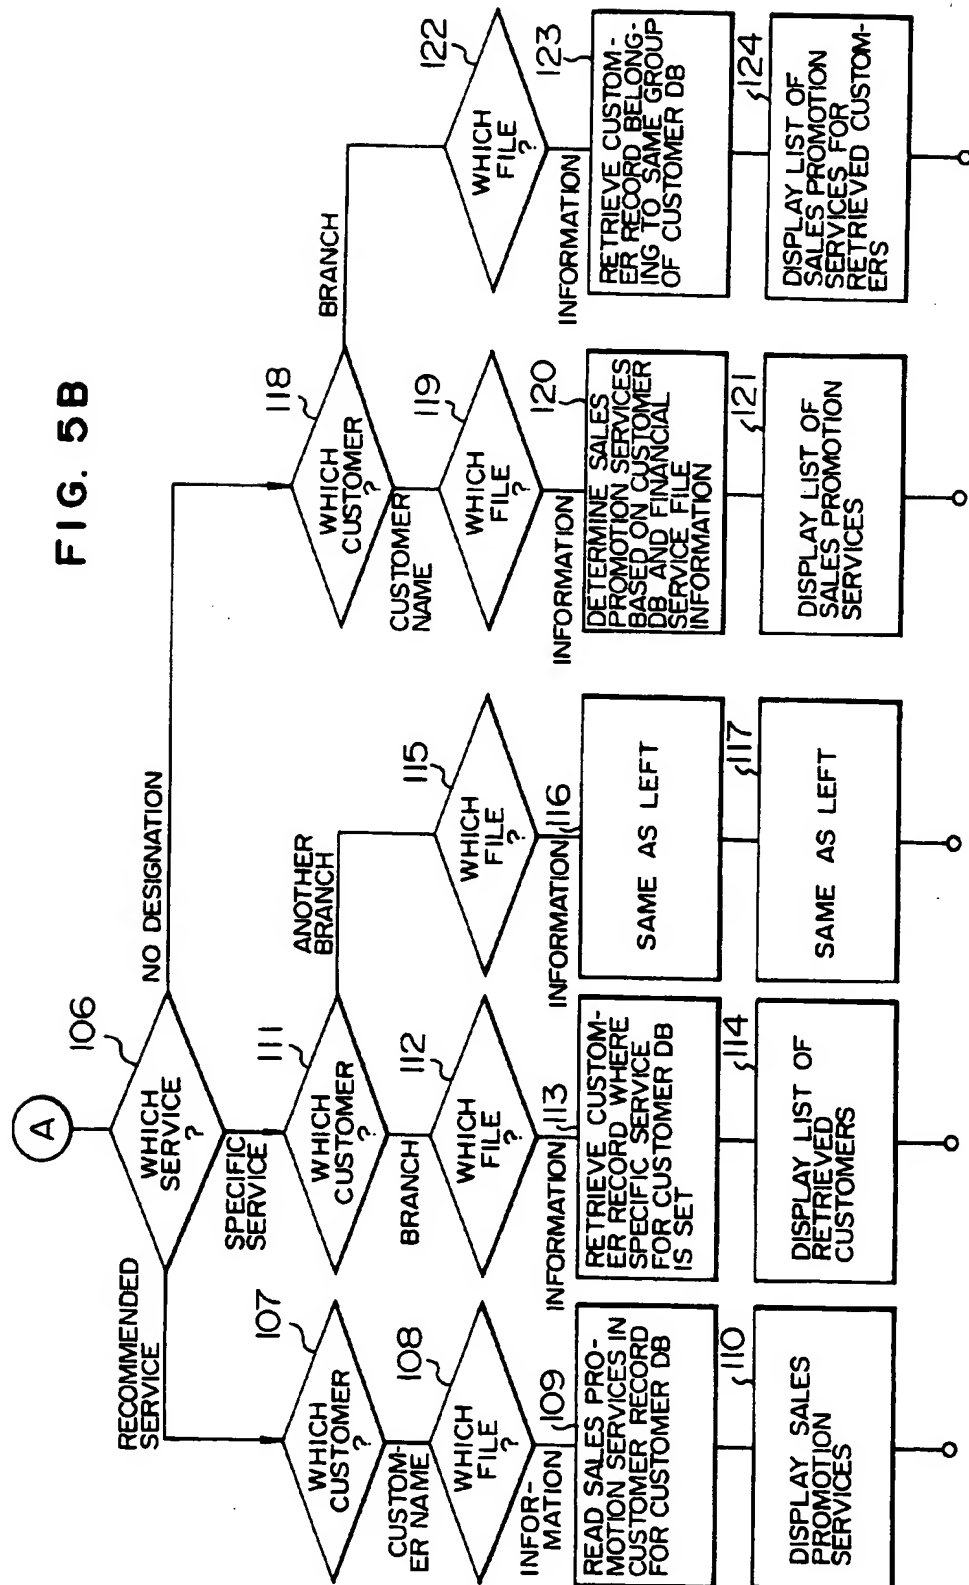 FIG. 5B
A
106
WHICH
SERVICE
?
RECOMMENDED
SERVICE
SPECIFIC
SERVICE
NO DESIGNATION
107
WHICH
CUSTOMER
?
CUSTOM-
ER NAME
108
WHICH
FILE
?
INFOR-
MATION
109
READ SALES PRO-
MOTION SERVICES IN
CUSTOMER RECORD
FOR CUSTOMER DB
110
DISPLAY SALES
PROMOTION
SERVICES
111
WHICH
CUSTOMER
?
BRANCH
ANOTHER
BRANCH
112
WHICH
FILE
?
INFORMATION
113
RETRIEVE CUSTOM-
ER RECORD WHERE
SPECIFIC SERVICE
FOR CUSTOMER DB
IS SET
114
DISPLAY LIST OF
RETRIEVED
CUSTOMERS
115
WHICH
FILE
?
INFORMATION
116
SAME AS LEFT
117
SAME AS LEFT
118
WHICH
CUSTOMER
?
CUSTOMER
NAME
BRANCH
119
WHICH
FILE
?
INFORMATION
120
DETERMINE SALES
PROMOTION SERVICES
BASED ON CUSTOMER
DB AND FINANCIAL
SERVICE FILE
INFORMATION
121
DISPLAY LIST OF
SALES PROMOTION
SERVICES
122
WHICH
FILE
?
INFORMATION
123
RETRIEVE CUSTOM-
ER RECORD BELONG-
ING TO SAME GROUP
OF CUSTOMER DB
124
DISPLAY LIST OF
SALES PROMOTION
SERVICES FOR
RETRIEVED CUSTOM-
ERS